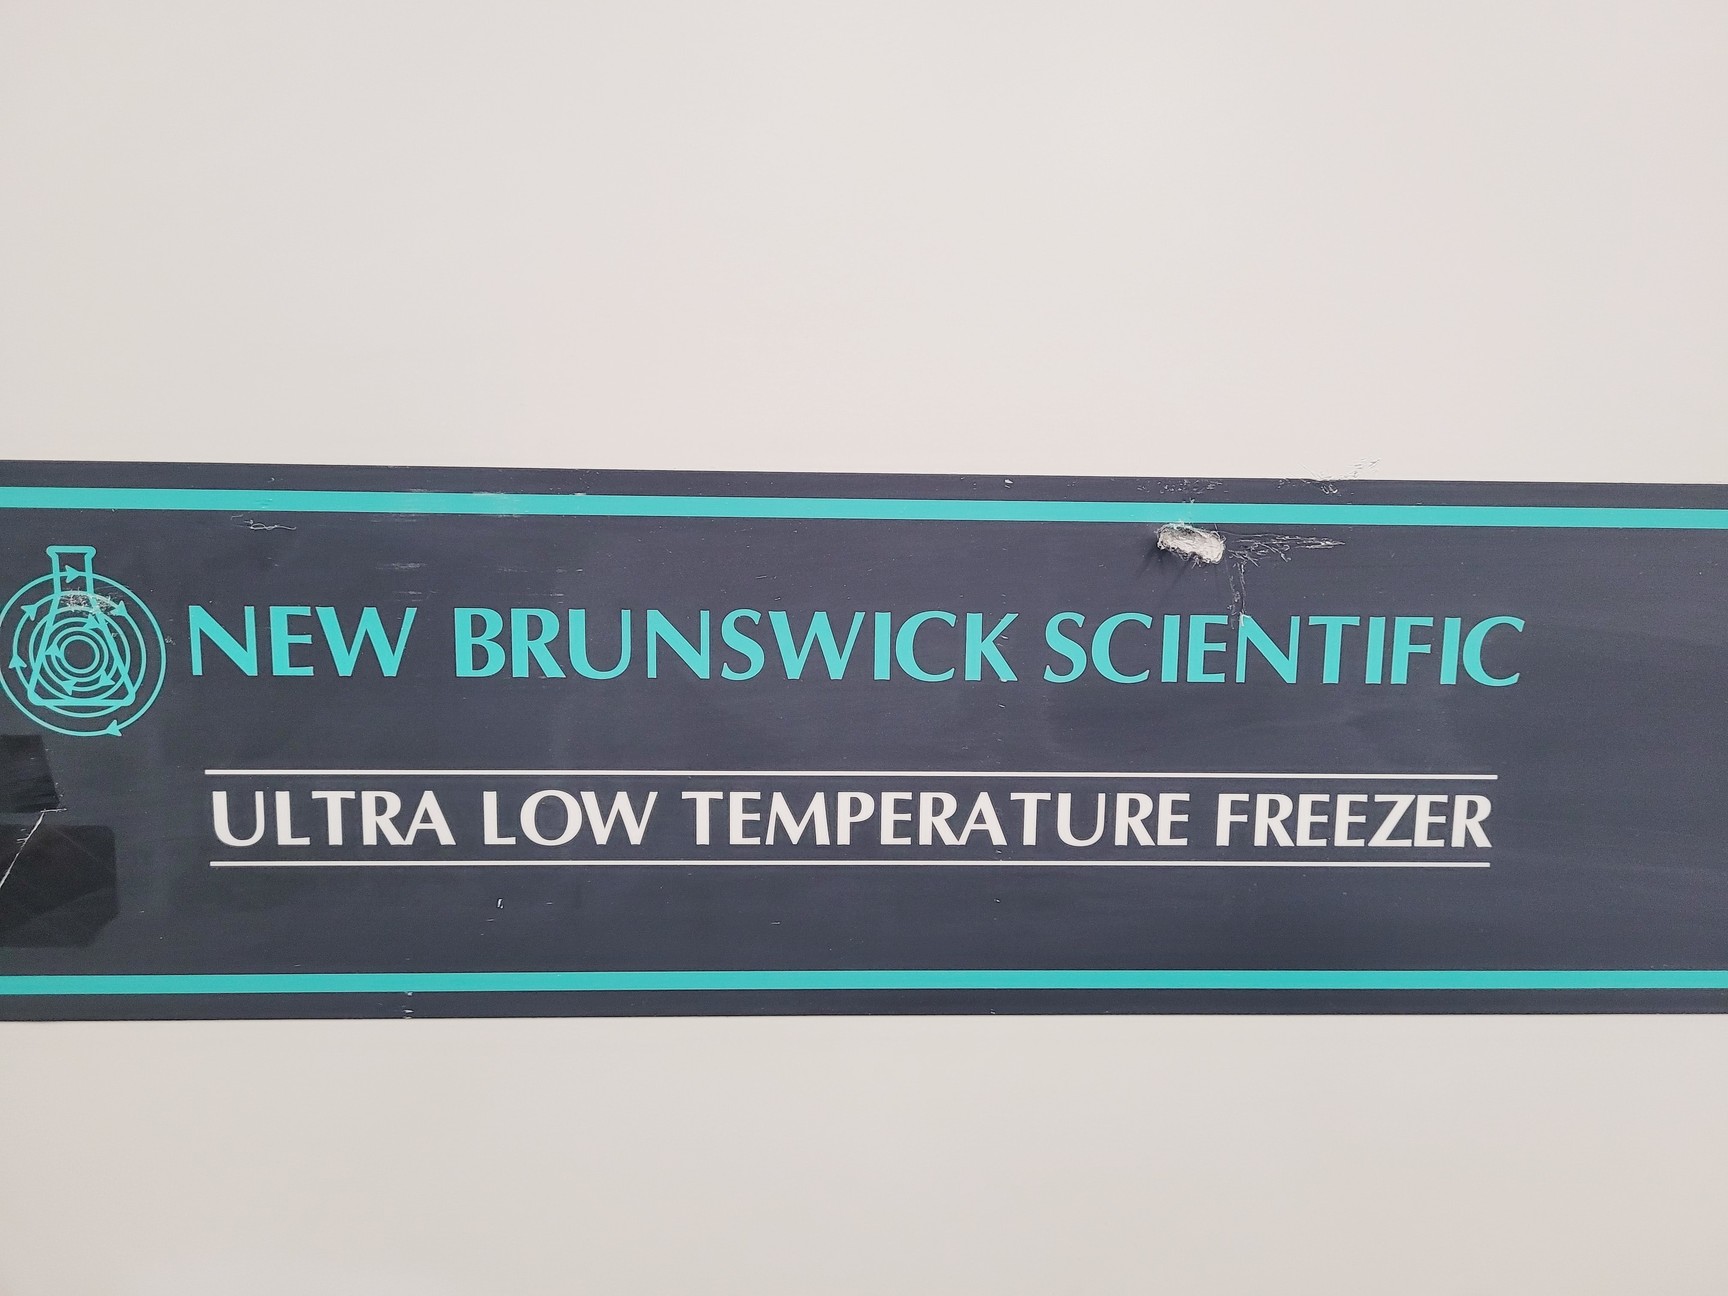 NEW BRUNSWICK SCIENTIFIC
ULTRA LOW TEMPERATURE FREEZER